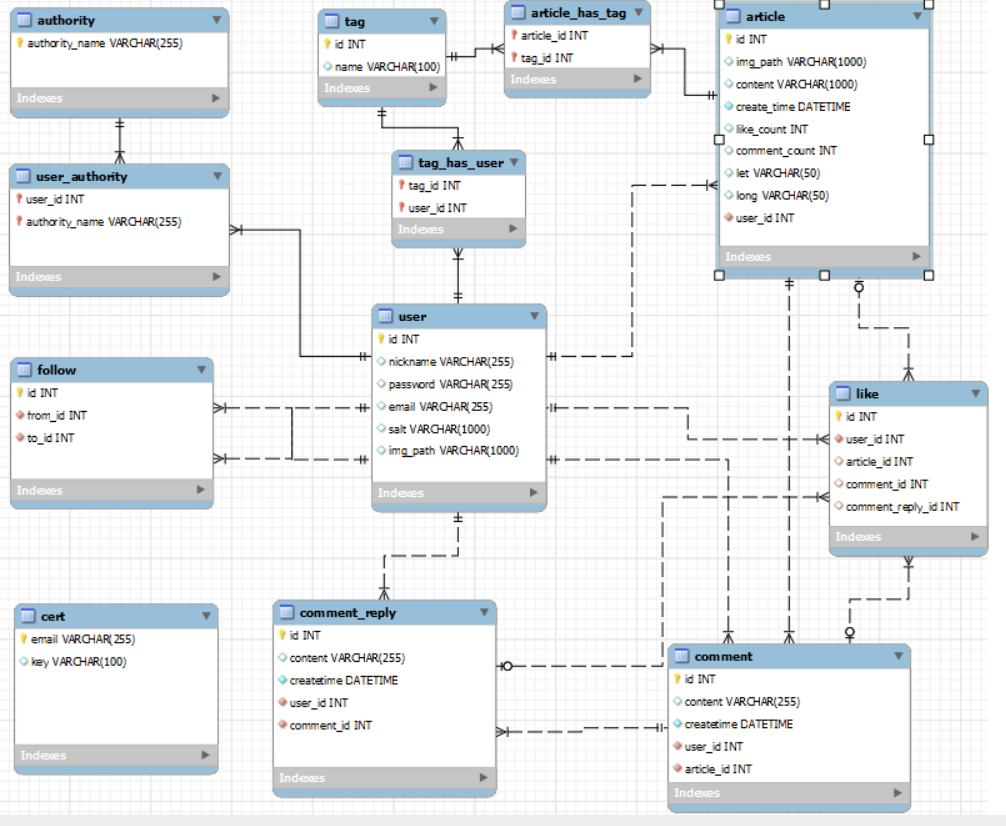 authority
authority_name VARCHAR(255)
Indexes
tag
id INT
name VARCHAR(100)
Indexes
article_has_tag
article_id INT
tag_id INT
Indexes
article
id INT
img_path VARCHAR(1000)
content VARCHAR(1000)
create_time DATETIME
like_count INT
comment_count INT
let VARCHAR(50)
long VARCHAR(50)
user_id INT
Indexes
user_authority
user_id INT
authority_name VARCHAR(255)
Indexes
tag_has_user
tag_id INT
user_id INT
Indexes
user
id INT
nickname VARCHAR(255)
password VARCHAR(255)
email VARCHAR(255)
salt VARCHAR(1000)
img_path VARCHAR(1000)
Indexes
follow
id INT
from_id INT
to_id INT
Indexes
like
id INT
user_id INT
article_id INT
comment_id INT
comment_reply_id INT
Indexes
cert
email VARCHAR(255)
key VARCHAR(100)
Indexes
comment_reply
id INT
content VARCHAR(255)
createtime DATETIME
user_id INT
comment_id INT
Indexes
comment
id INT
content VARCHAR(255)
createtime DATETIME
user_id INT
article_id INT
Indexes